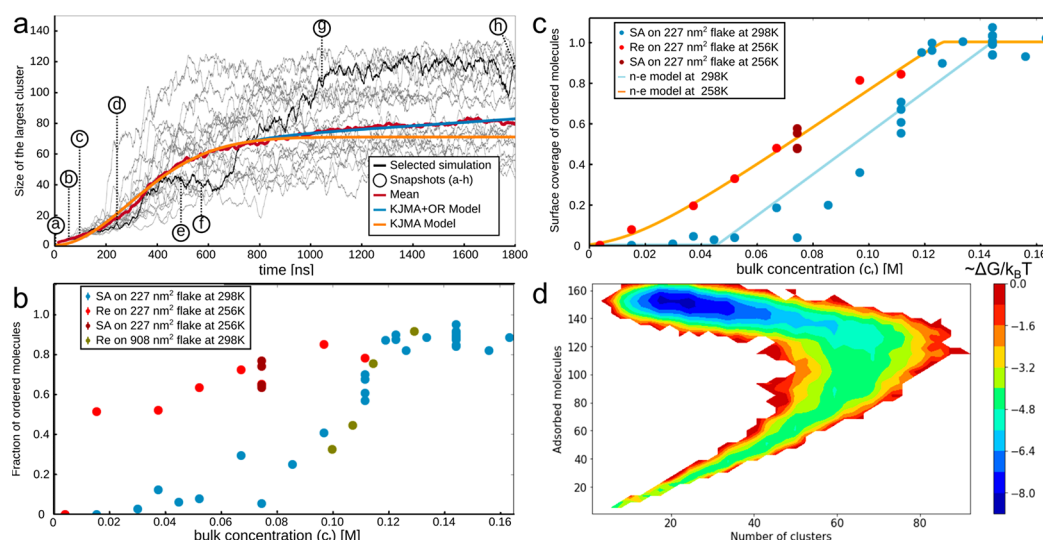 a
Size of the largest cluster
140
120
100
80
60
40
20
0
a
b
c
d
e
f
g
h
Selected simulation
Snapshots (a-h)
Mean
KJMA+OR Model
KJMA Model
0 200 400 600 800 1000 1200 1400 1600 1800
time [ns]
b
Fraction of ordered molecules
1.0
0.8
0.6
0.4
0.2
0
SA on 227 nm² flake at 298K
Re on 227 nm² flake at 256K
SA on 227 nm² flake at 256K
Re on 908 nm² flake at 298K
0 0.02 0.04 0.06 0.08 0.10 0.12 0.14 0.16
bulk concentration (cᵣ) [M]
c
Surface coverage of ordered molecules
1.0
0.8
0.6
0.4
0.2
0
SA on 227 nm² flake at 298K
Re on 227 nm² flake at 256K
SA on 227 nm² flake at 256K
n-e model at 298K
n-e model at 258K
0 0.02 0.04 0.06 0.08 0.10 0.12 0.14 0.16
bulk concentration (cᵣ) [M]
~ΔG/k_BT
d
Adsorbed molecules
160
140
120
100
80
60
40
20
20 40 60 80
Number of clusters
0.0
-1.6
-3.2
-4.8
-6.4
-8.0